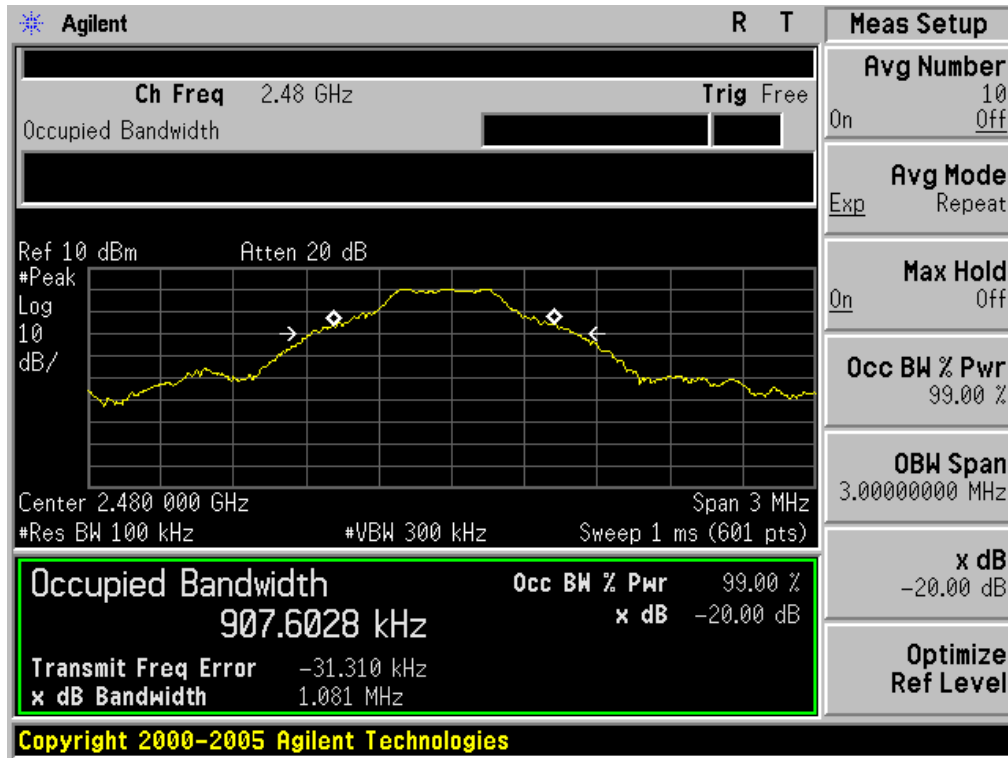 Agilent R T
Ch Freq 2.48 GHz Trig Free
Occupied Bandwidth
Ref 10 dBm Atten 20 dB
#Peak
Log
10
dB/
Center 2.480 000 GHz Span 3 MHz
#Res BW 100 kHz #VBW 300 kHz Sweep 1 ms (601 pts)
Occupied Bandwidth Occ BW % Pwr 99.00 %
907.6028 kHz x dB -20.00 dB
Transmit Freq Error -31.310 kHz
x dB Bandwidth 1.081 MHz
Copyright 2000-2005 Agilent Technologies
Meas Setup
Avg Number
10
On Off
Avg Mode
Exp Repeat
Max Hold
On Off
Occ BW % Pwr
99.00 %
OBW Span
3.00000000 MHz
x dB
-20.00 dB
Optimize
Ref Level